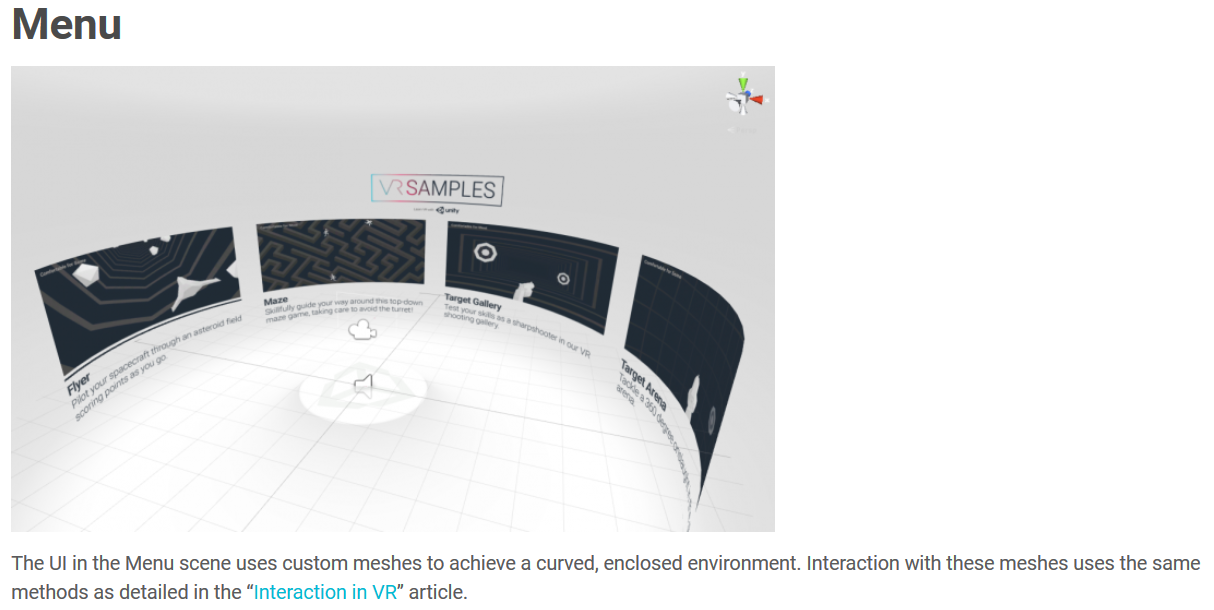 Menu
VR SAMPLES
unity
Comfortable for Some
Maze
Skillfully guide your way around this top-down
maze game, taking care to avoid the turret!
Target Gallery
Test your skills as a sharpshooter in our VR
shooting gallery.
Flyer
Pilot your spacecraft through an asteroid field
scoring points as you go.
Target Arena
Tackle a 360 degree
arena.
The UI in the Menu scene uses custom meshes to achieve a curved, enclosed environment. Interaction with these meshes uses the same
methods as detailed in the “Interaction in VR” article.